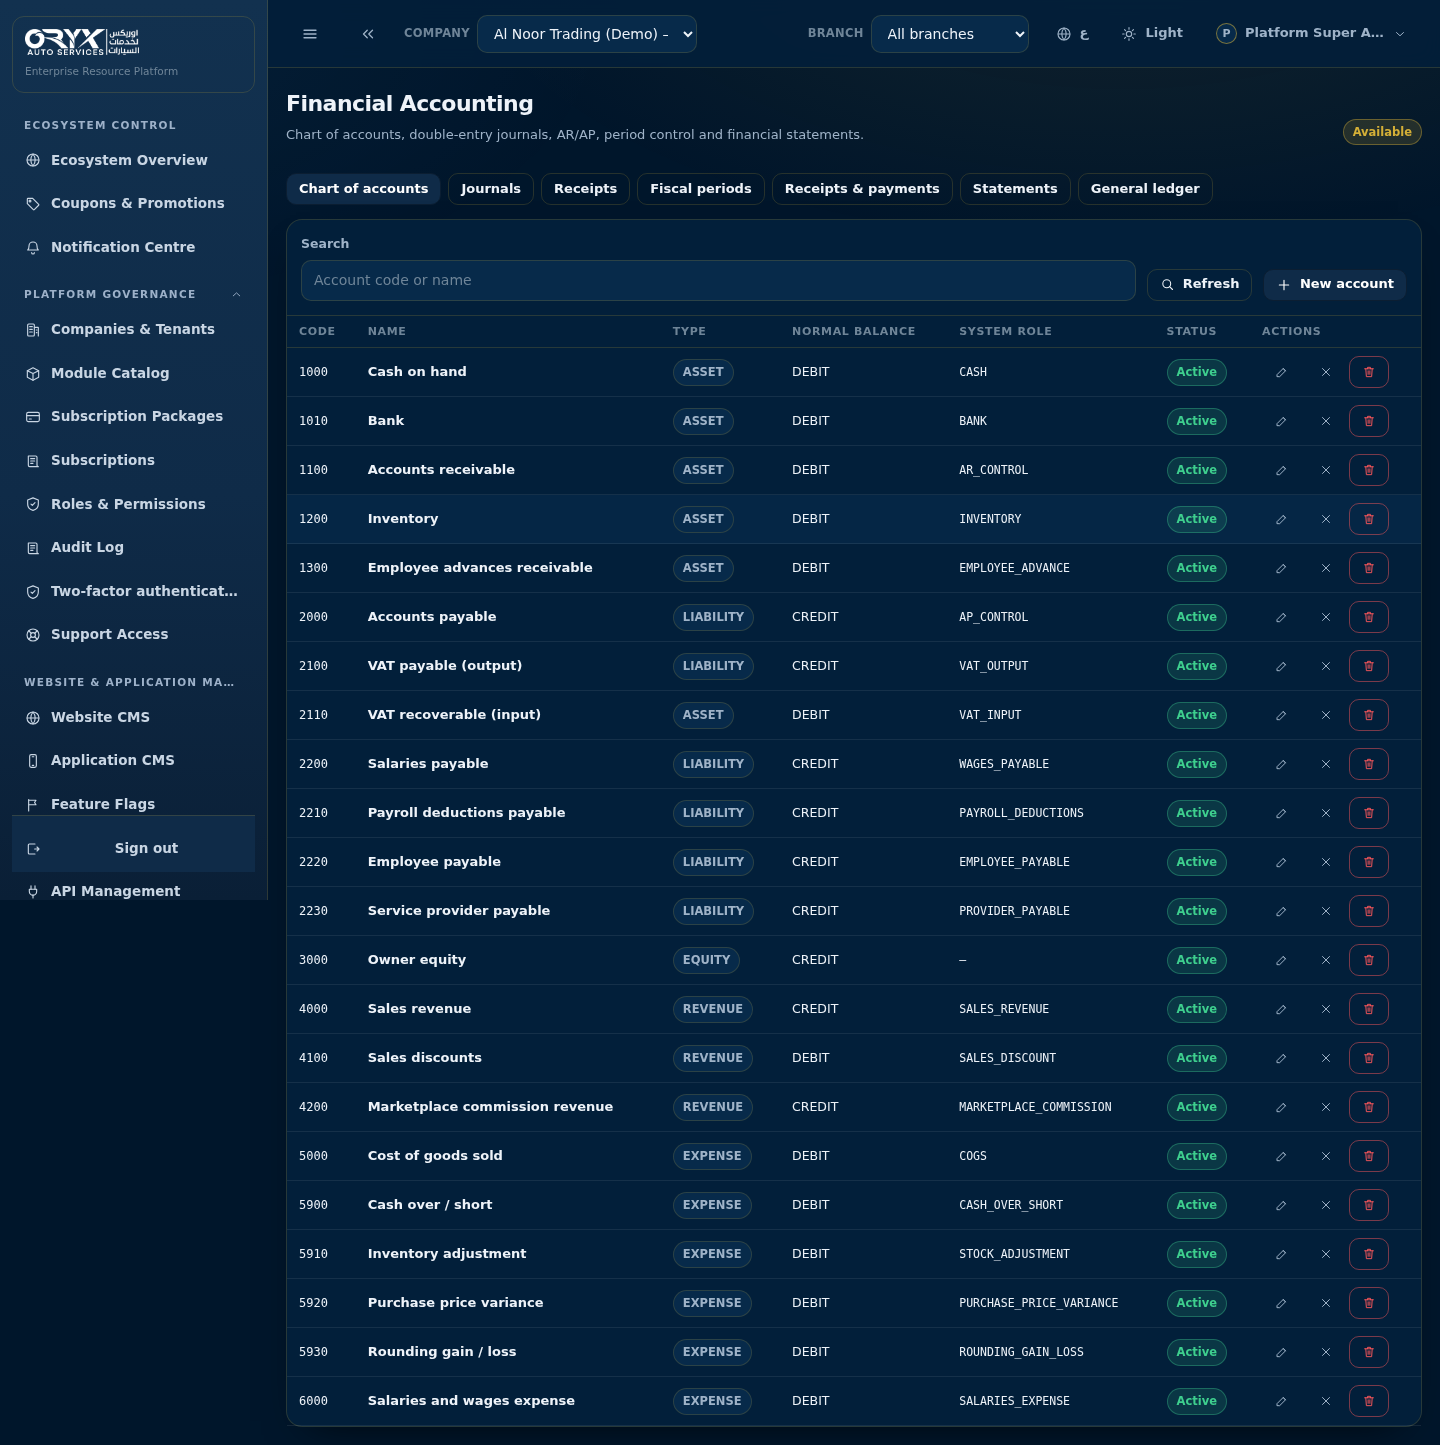 ORYX
اوريكس
لخدمات
السيارات
AUTO SERVICES
Enterprise Resource Platform
ECOSYSTEM CONTROL
Ecosystem Overview
Coupons & Promotions
Notification Centre
PLATFORM GOVERNANCE
Companies & Tenants
Module Catalog
Subscription Packages
Subscriptions
Roles & Permissions
Audit Log
Two-factor authenticat...
Support Access
WEBSITE & APPLICATION MA...
Website CMS
Application CMS
Feature Flags
Sign out
API Management
COMPANY Al Noor Trading (Demo) – BRANCH All branches ع Light P Platform Super A...
Financial Accounting
Chart of accounts, double-entry journals, AR/AP, period control and financial statements.
Available
Chart of accounts Journals Receipts Fiscal periods Receipts & payments Statements General ledger
Search
Account code or name Refresh New account
CODE NAME TYPE NORMAL BALANCE SYSTEM ROLE STATUS ACTIONS
1000 Cash on hand ASSET DEBIT CASH Active
1010 Bank ASSET DEBIT BANK Active
1100 Accounts receivable ASSET DEBIT AR_CONTROL Active
1200 Inventory ASSET DEBIT INVENTORY Active
1300 Employee advances receivable ASSET DEBIT EMPLOYEE_ADVANCE Active
2000 Accounts payable LIABILITY CREDIT AP_CONTROL Active
2100 VAT payable (output) LIABILITY CREDIT VAT_OUTPUT Active
2110 VAT recoverable (input) ASSET DEBIT VAT_INPUT Active
2200 Salaries payable LIABILITY CREDIT WAGES_PAYABLE Active
2210 Payroll deductions payable LIABILITY CREDIT PAYROLL_DEDUCTIONS Active
2220 Employee payable LIABILITY CREDIT EMPLOYEE_PAYABLE Active
2230 Service provider payable LIABILITY CREDIT PROVIDER_PAYABLE Active
3000 Owner equity EQUITY CREDIT – Active
4000 Sales revenue REVENUE CREDIT SALES_REVENUE Active
4100 Sales discounts REVENUE DEBIT SALES_DISCOUNT Active
4200 Marketplace commission revenue REVENUE CREDIT MARKETPLACE_COMMISSION Active
5000 Cost of goods sold EXPENSE DEBIT COGS Active
5900 Cash over / short EXPENSE DEBIT CASH_OVER_SHORT Active
5910 Inventory adjustment EXPENSE DEBIT STOCK_ADJUSTMENT Active
5920 Purchase price variance EXPENSE DEBIT PURCHASE_PRICE_VARIANCE Active
5930 Rounding gain / loss EXPENSE DEBIT ROUNDING_GAIN_LOSS Active
6000 Salaries and wages expense EXPENSE DEBIT SALARIES_EXPENSE Active